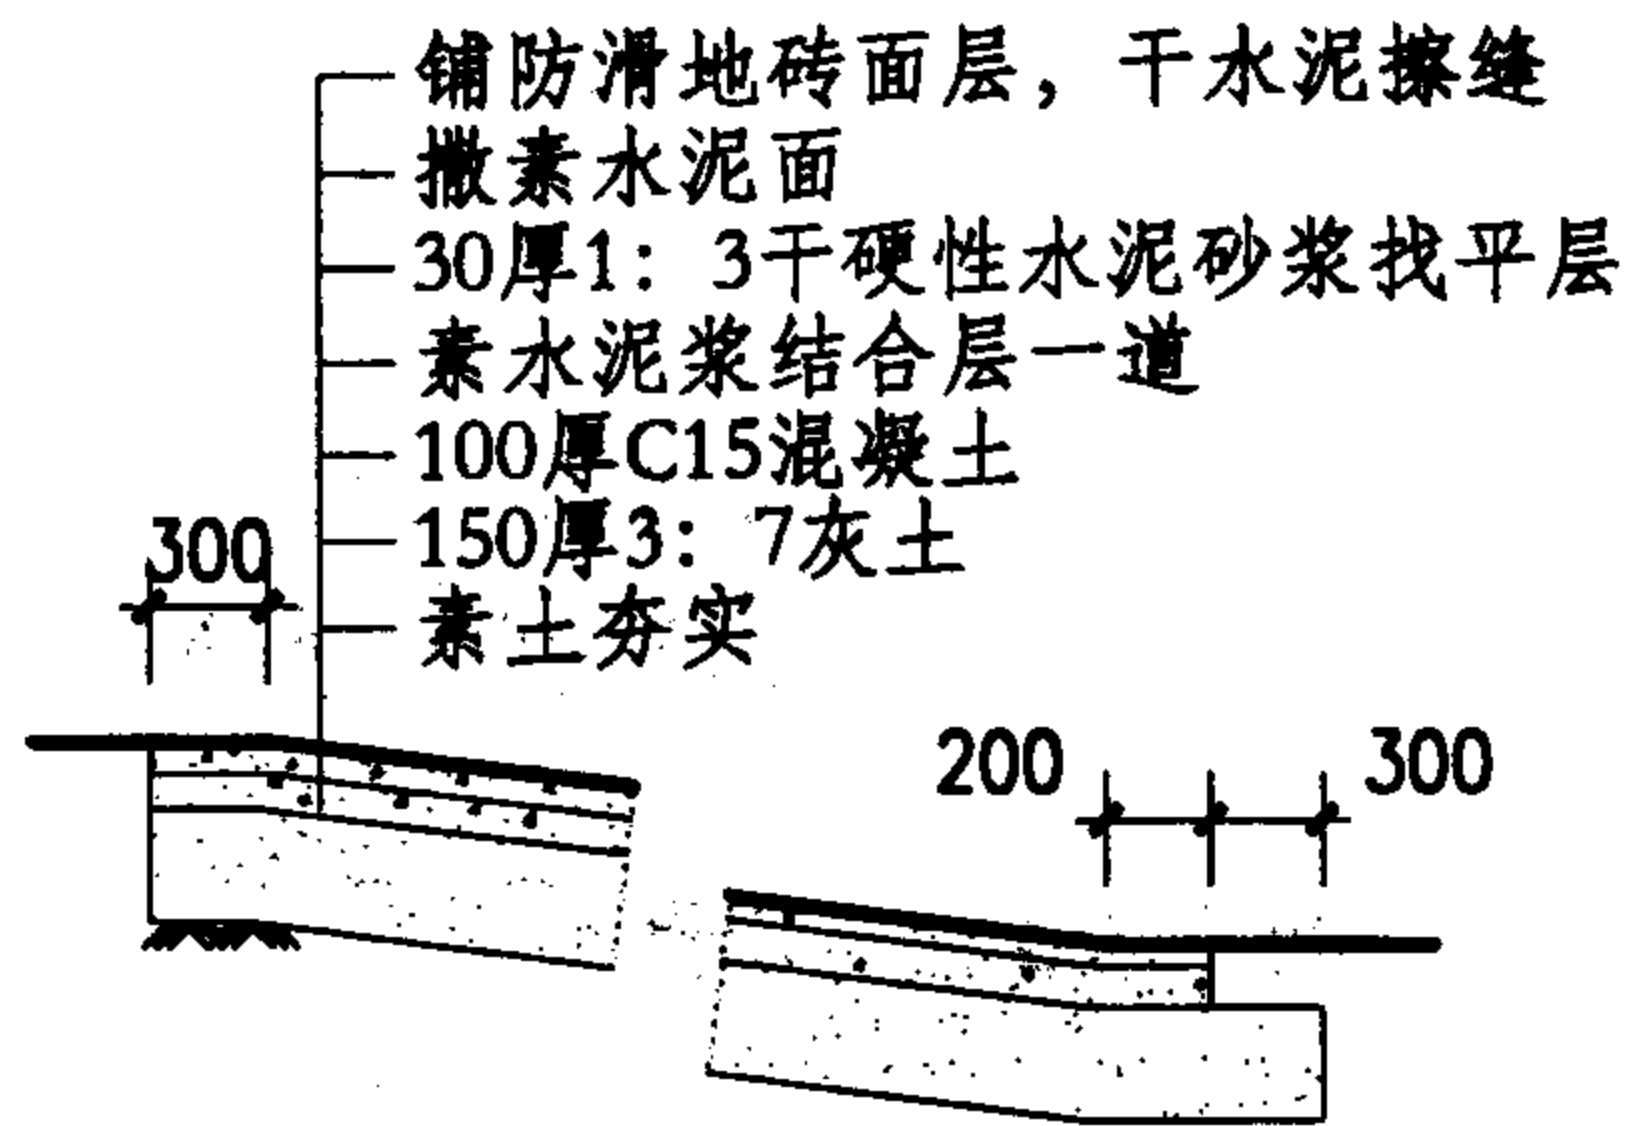 铺防滑地砖面层，干水泥擦缝
撒素水泥面
30厚1：3干硬性水泥砂浆找平层
素水泥浆结合层一道
100厚C15混凝土
150厚3：7灰土
素土夯实
300
200
300